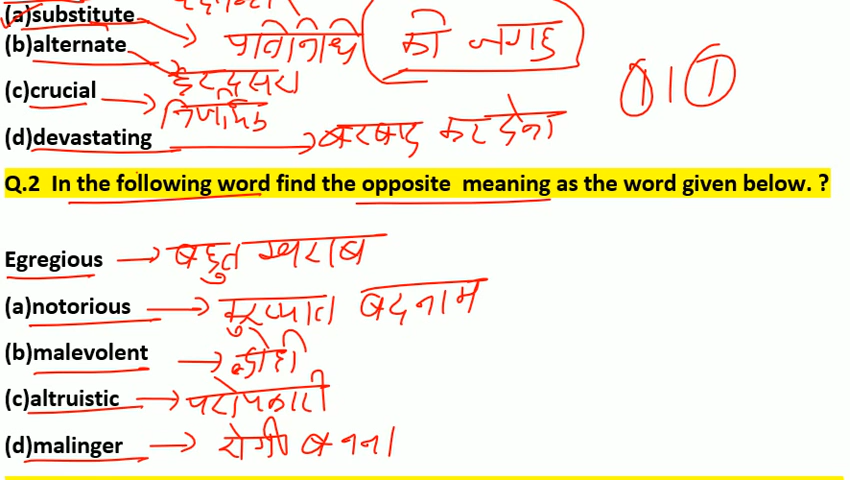 (a)substitute
(b)alternate प्रतिनिधि की जगह
(c)crucial
(d)devastating बरबाद कर देना
Q.2 In the following word find the opposite meaning as the word given below. ?
Egregious बहुत खराब
(a)notorious कुख्यात बदनाम
(b)malevolent
(c)altruistic परोपकारी
(d)malinger रोगी बनना